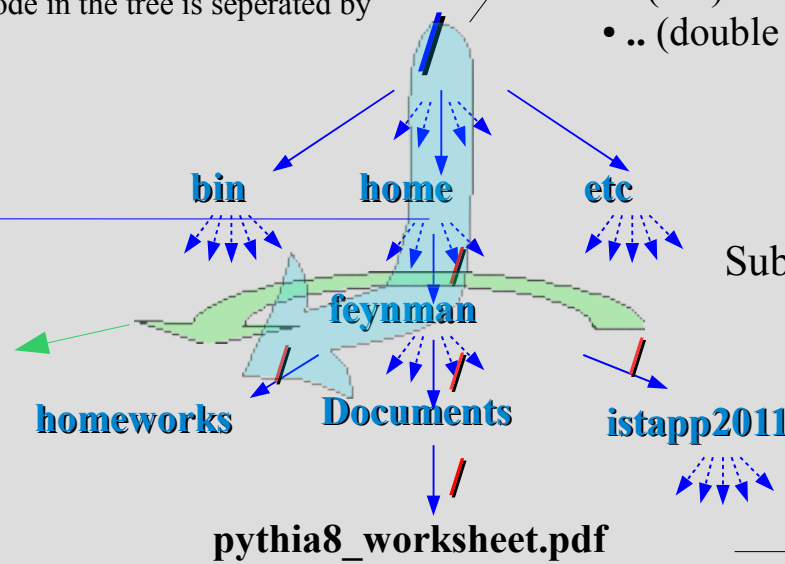 ode in the tree is seperated by
• .. (double
/
bin home etc
Sub
/
feynman
/ / /
homeworks Documents istapp2011
/
pythia8_worksheet.pdf